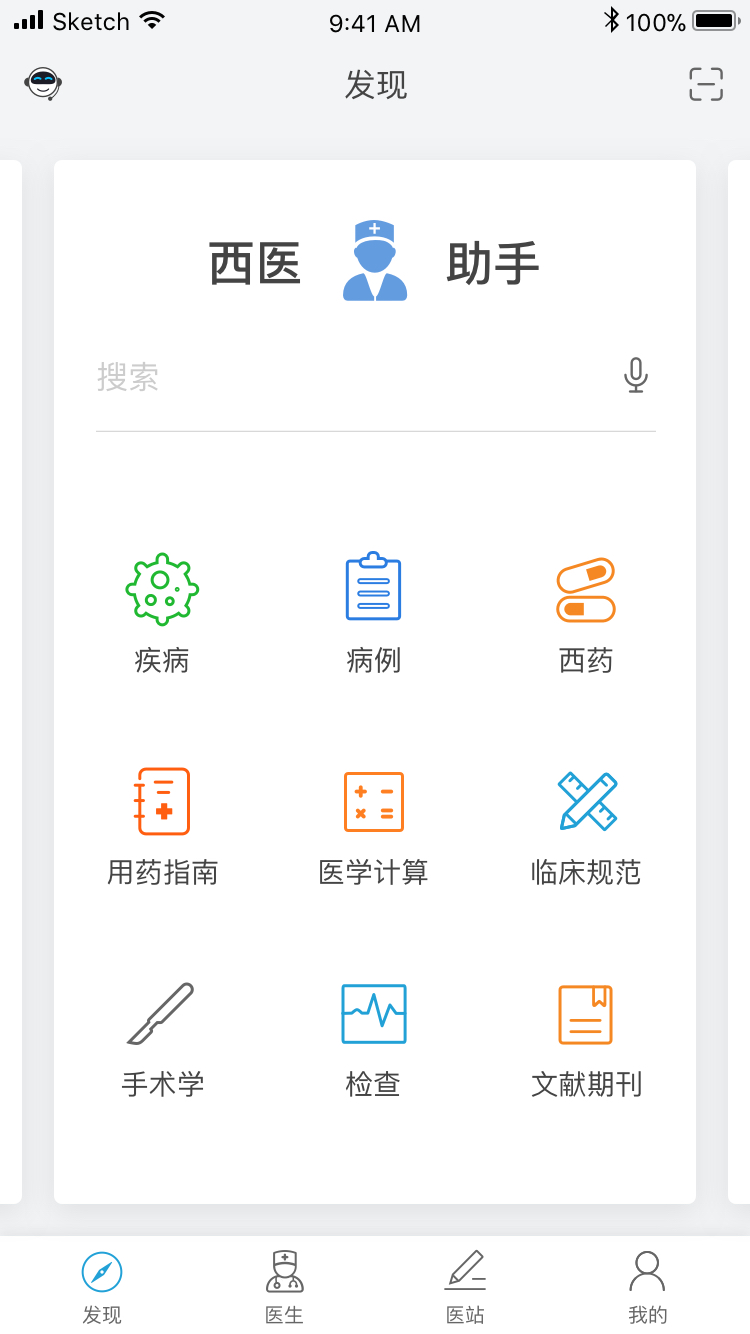 Sketch 9:41 AM 100%
发现
西医 助手
搜索
疾病 病例 西药
用药指南 医学计算 临床规范
手术学 检查 文献期刊
发现 医生 医站 我的